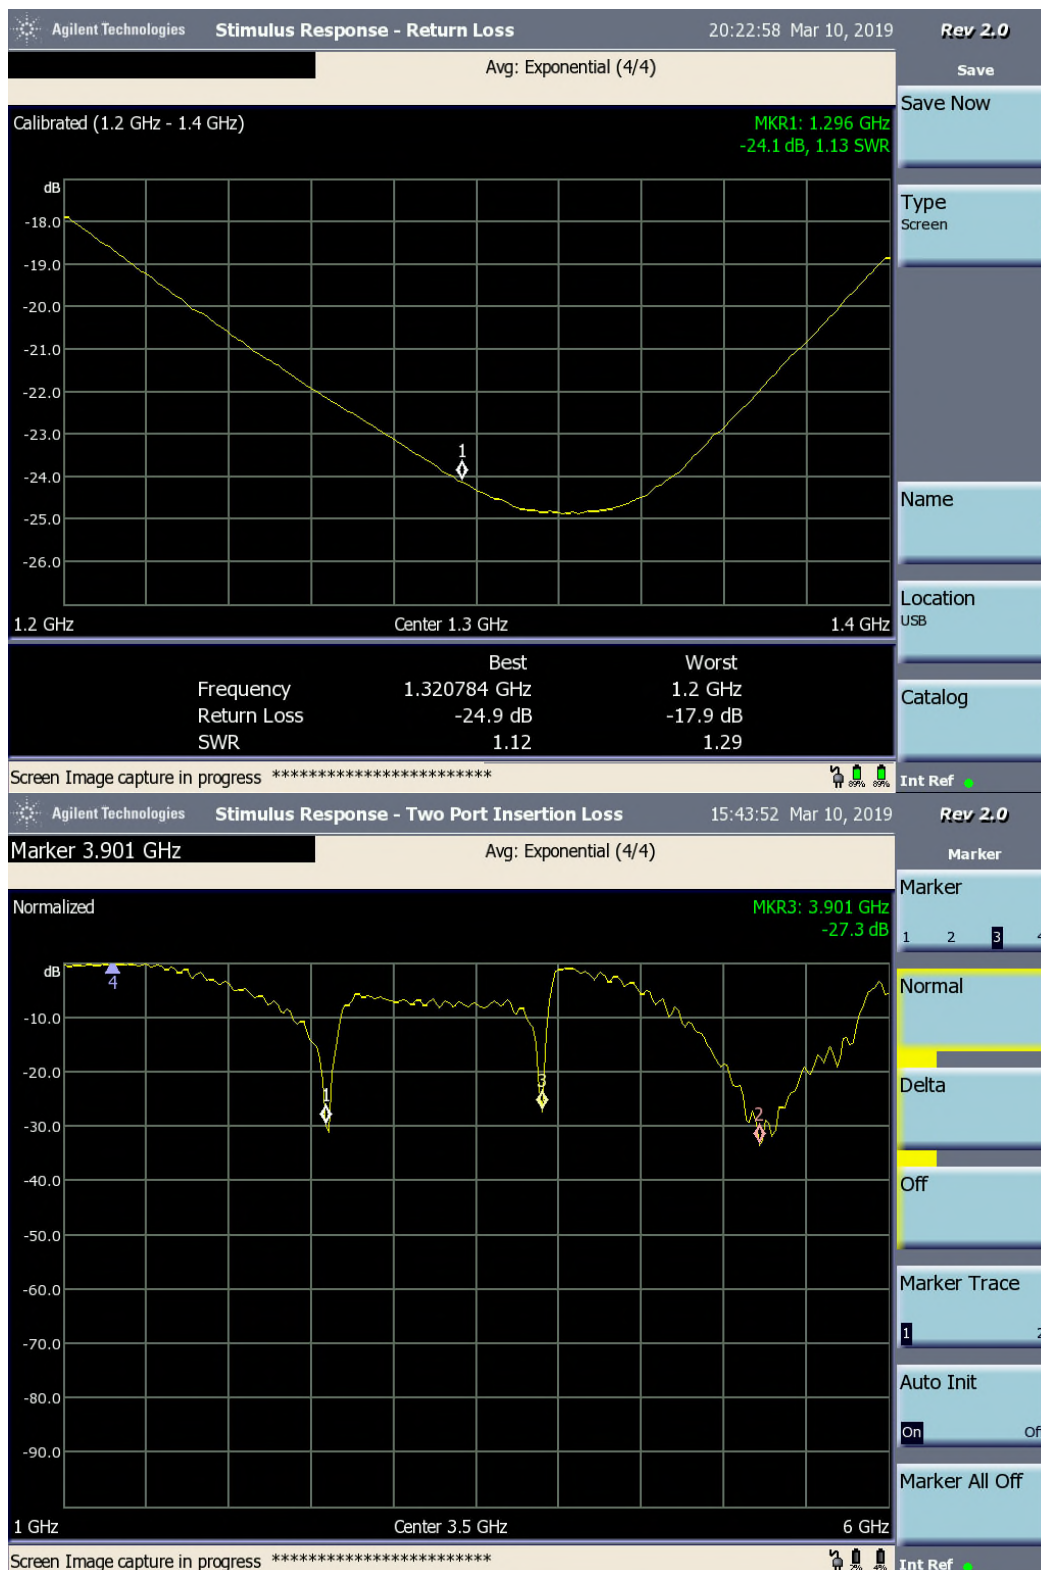 Agilent Technologies Stimulus Response - Return Loss 20:22:58 Mar 10, 2019 Rev 2.0
Avg: Exponential (4/4)
Save
Save Now
Calibrated (1.2 GHz - 1.4 GHz) MKR1: 1.296 GHz
-24.1 dB, 1.13 SWR
dB
-18.0
-19.0
-20.0
-21.0
-22.0
-23.0
-24.0
-25.0
-26.0
1
1.2 GHz Center 1.3 GHz 1.4 GHz
Type
Screen
Name
Location
USB
Catalog
Best Worst
Frequency 1.320784 GHz 1.2 GHz
Return Loss -24.9 dB -17.9 dB
SWR 1.12 1.29
Screen Image capture in progress ************************ 89% 89% Int Ref
Agilent Technologies Stimulus Response - Two Port Insertion Loss 15:43:52 Mar 10, 2019 Rev 2.0
Marker 3.901 GHz Avg: Exponential (4/4)
Marker
Marker
1 2 3 4
Normalized MKR3: 3.901 GHz
-27.3 dB
dB
-10.0
-20.0
-30.0
-40.0
-50.0
-60.0
-70.0
-80.0
-90.0
4
1
3
2
1 GHz Center 3.5 GHz 6 GHz
Normal
Delta
Off
Marker Trace
1 2
Auto Init
On Of
Marker All Off
Screen Image capture in progress ************************ Int Ref